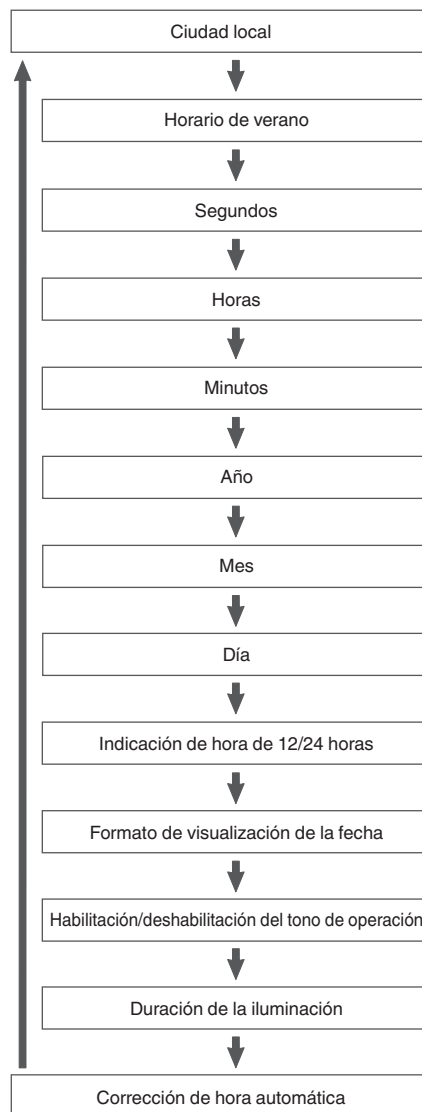 Ciudad local
Horario de verano
Segundos
Horas
Minutos
Año
Mes
Día
Indicación de hora de 12/24 horas
Formato de visualización de la fecha
Habilitación/deshabilitación del tono de operación
Duración de la iluminación
Corrección de hora automática